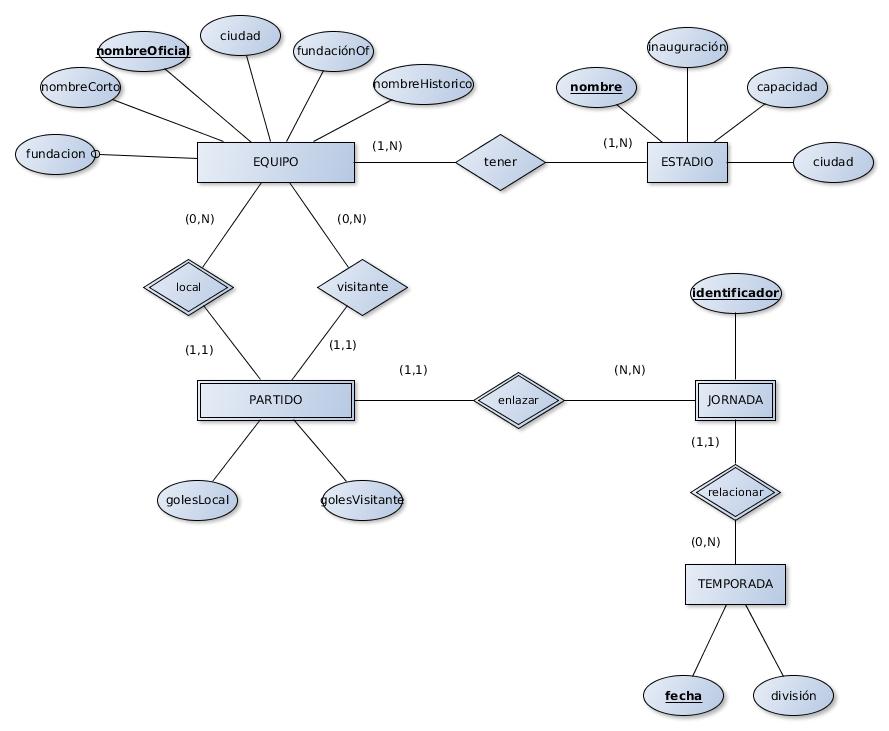 ciudad
nombreOficial
fundaciónOf
nombreCorto
nombreHistorico
fundacion
EQUIPO
(1,N)
tener
(1,N)
ESTADIO
inauguración
nombre
capacidad
ciudad
(0,N)
(0,N)
local
visitante
(1,1)
(1,1)
PARTIDO
golesLocal
golesVisitante
(1,1)
enlazar
(N,N)
identificador
JORNADA
(1,1)
relacionar
(0,N)
TEMPORADA
fecha
división